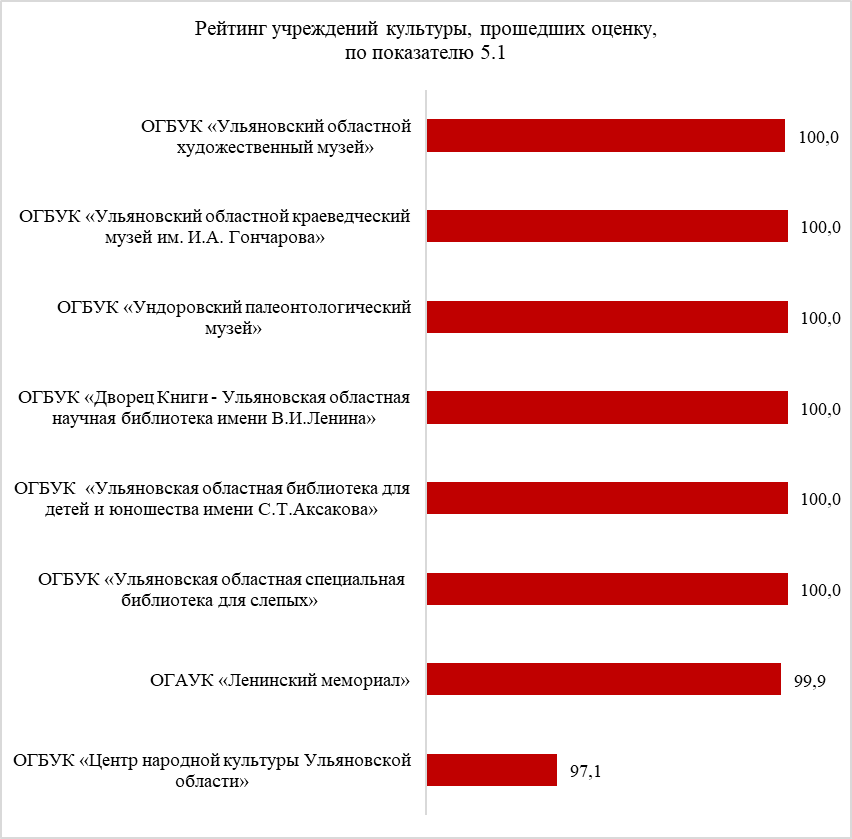 Рейтинг учреждений культуры, прошедших оценку,
по показателю 5.1
ОГБУК «Ульяновский областной
художественный музей»
100,0
ОГБУК «Ульяновский областной краеведческий
музей им. И.А. Гончарова»
100,0
ОГБУК «Ундоровский палеонтологический
музей»
100,0
ОГБУК «Дворец Книги - Ульяновская областная
научная библиотека имени В.И.Ленина»
100,0
ОГБУК «Ульяновская областная библиотека для
детей и юношества имени С.Т.Аксакова»
100,0
ОГБУК «Ульяновская областная специальная
библиотека для слепых»
100,0
ОГАУК «Ленинский мемориал»
99,9
ОГБУК «Центр народной культуры Ульяновской
области»
97,1